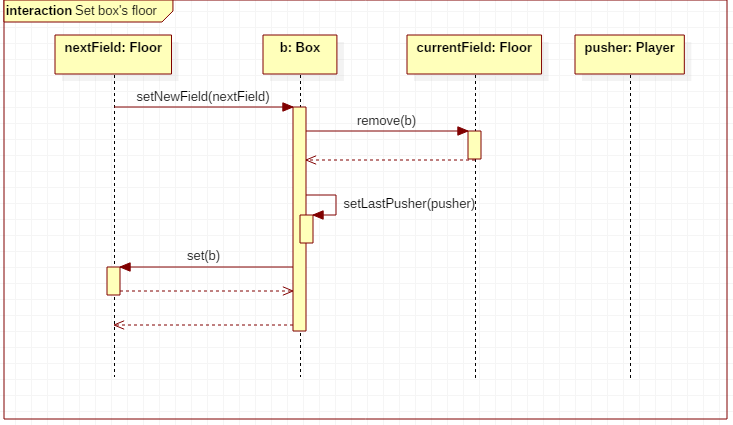 interaction Set box's floor
nextField: Floor
b: Box
currentField: Floor
pusher: Player
setNewField(nextField)
remove(b)
setLastPusher(pusher)
set(b)